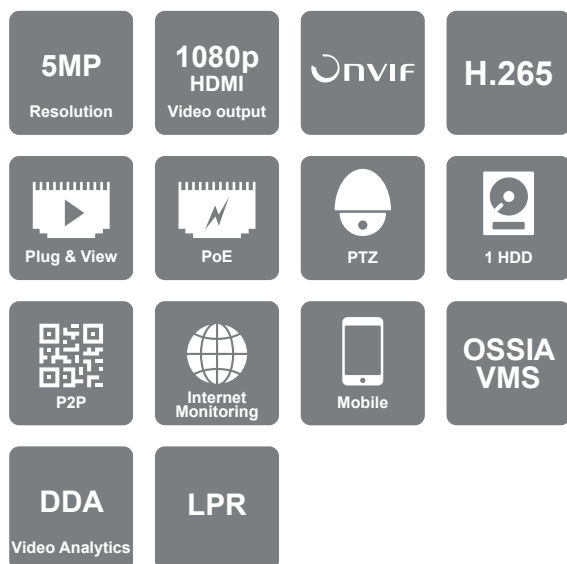 5MP
Resolution
1080p
HDMI
Video output
ONVIF
H.265
Plug & View
PoE
PTZ
1 HDD
P2P
Internet
Monitoring
Mobile
OSSIA
VMS
DDA
Video Analytics
LPR